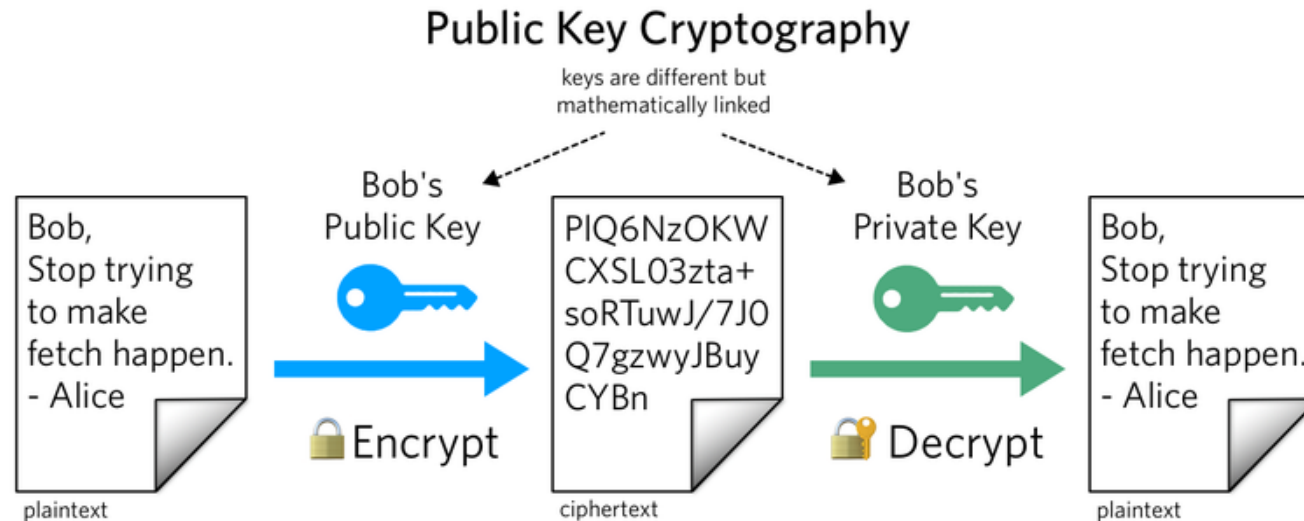 Public Key Cryptography
keys are different but
mathematically linked
Bob,
Stop trying
to make
fetch happen.
- Alice
plaintext
Bob's
Public Key
Encrypt
PlQ6NzOKW
CXSL03zta+
soRTuwJ/7J0
Q7gzwyJBuy
CYBn
ciphertext
Bob's
Private Key
Decrypt
Bob,
Stop trying
to make
fetch happen.
- Alice
plaintext